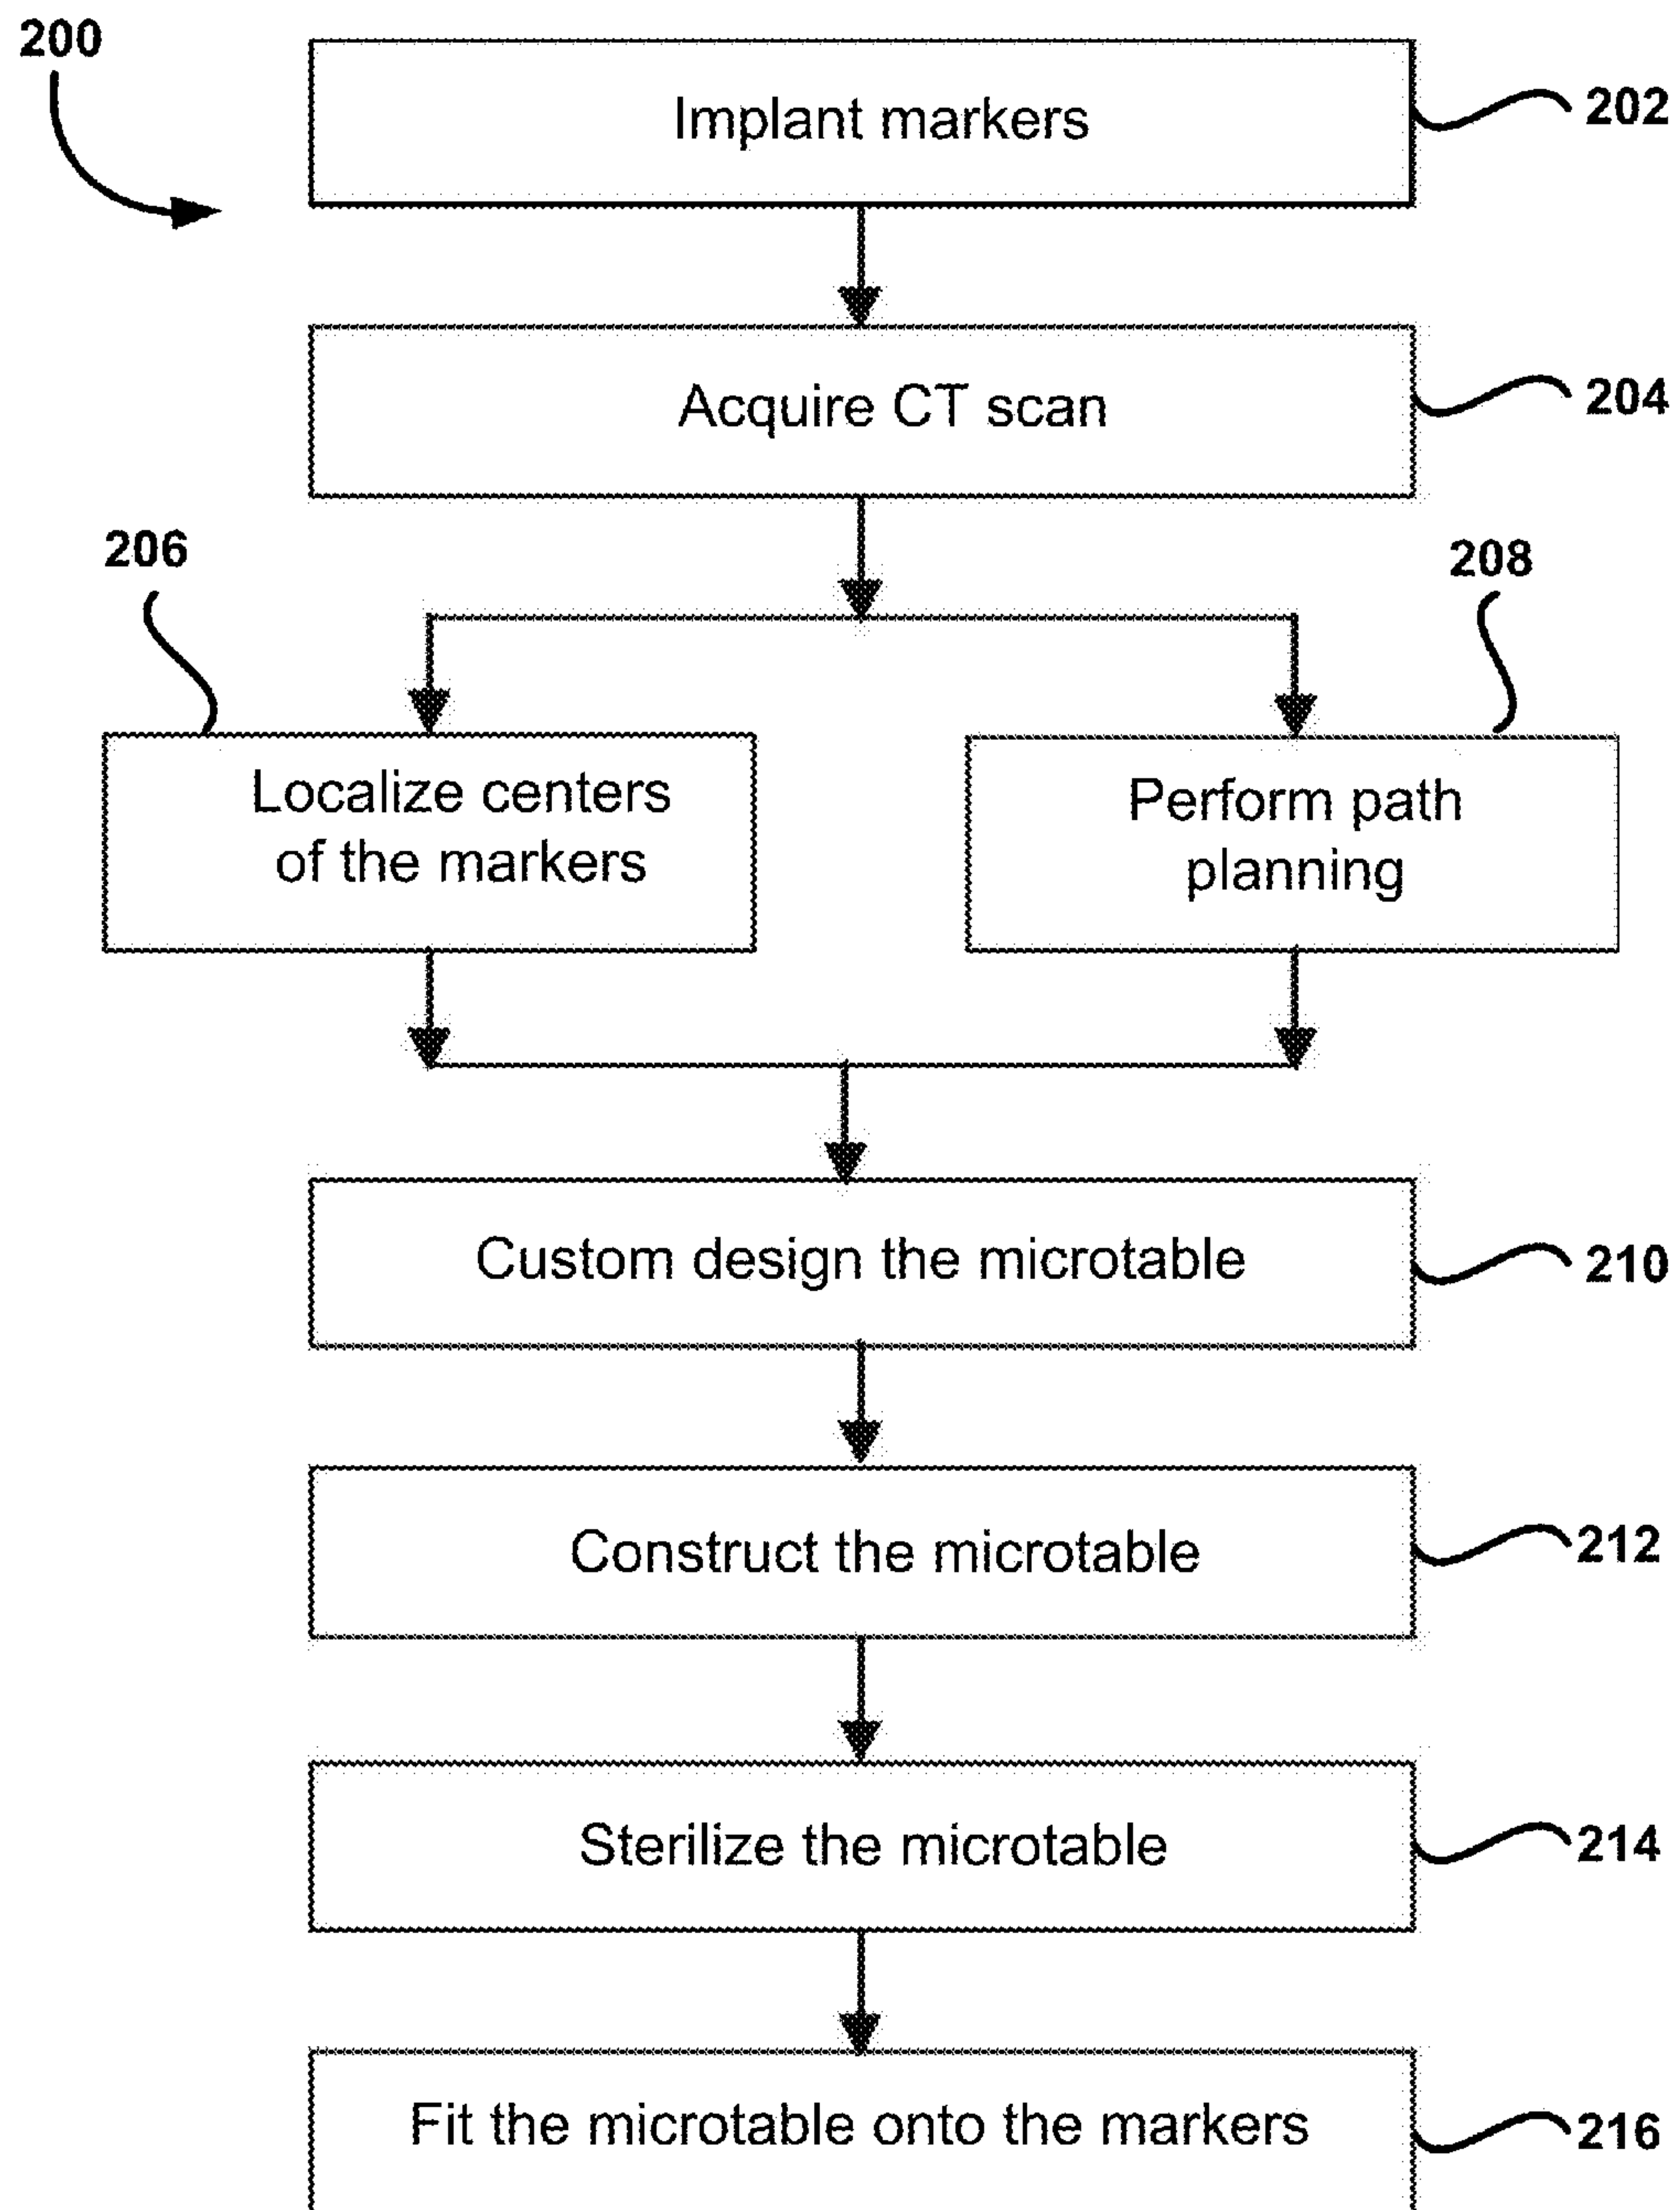 200
Implant markers
202
Acquire CT scan
204
206
208
Localize centers
of the markers
Perform path
planning
Custom design the microtable
210
Construct the microtable
212
Sterilize the microtable
214
Fit the microtable onto the markers
216